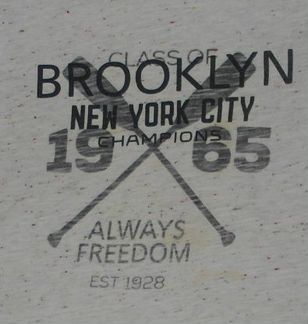 CLASS OF
BROOKLYN
NEW YORK CITY
CHAMPIONS
19 65
ALWAYS
FREEDOM
EST 1928